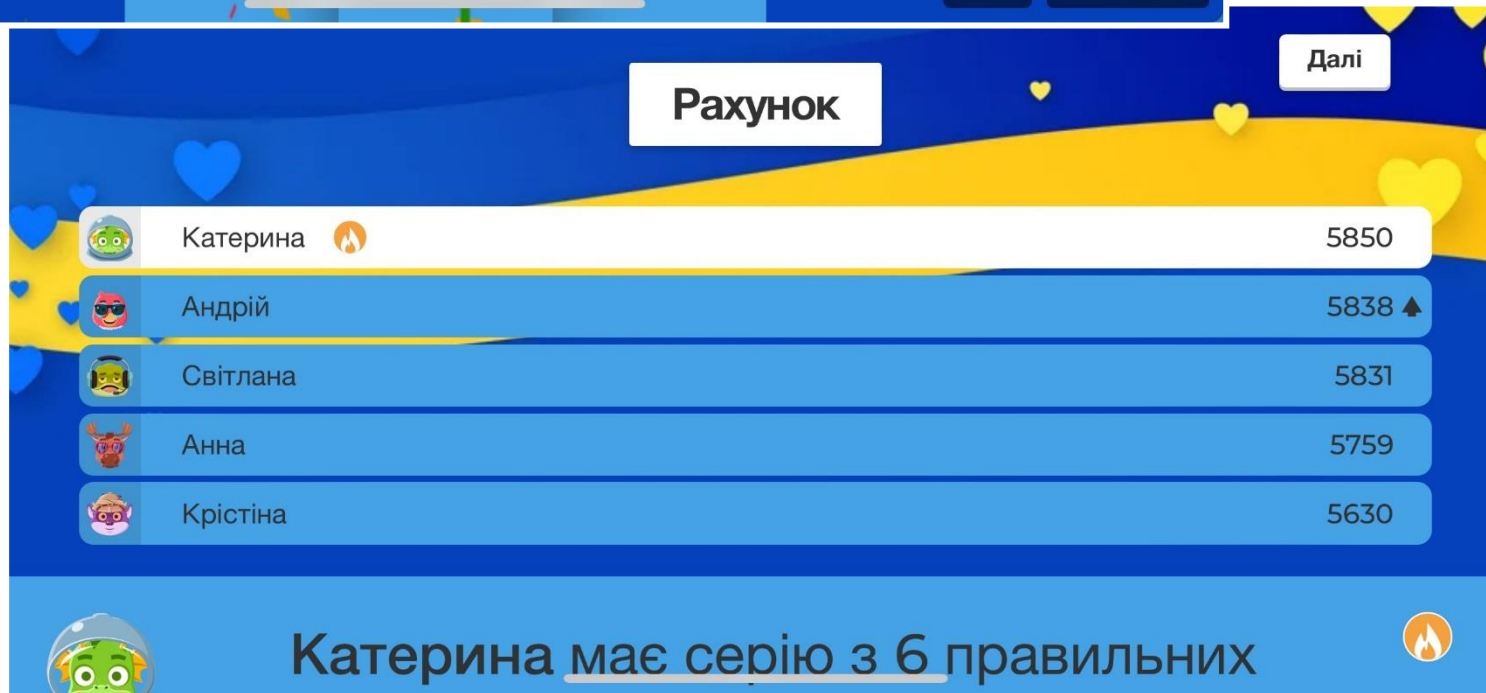 Далі
Рахунок
Катерина 5850
Андрій 5838
Світлана 5831
Анна 5759
Крістіна 5630
Катерина має серію з 6 правильних